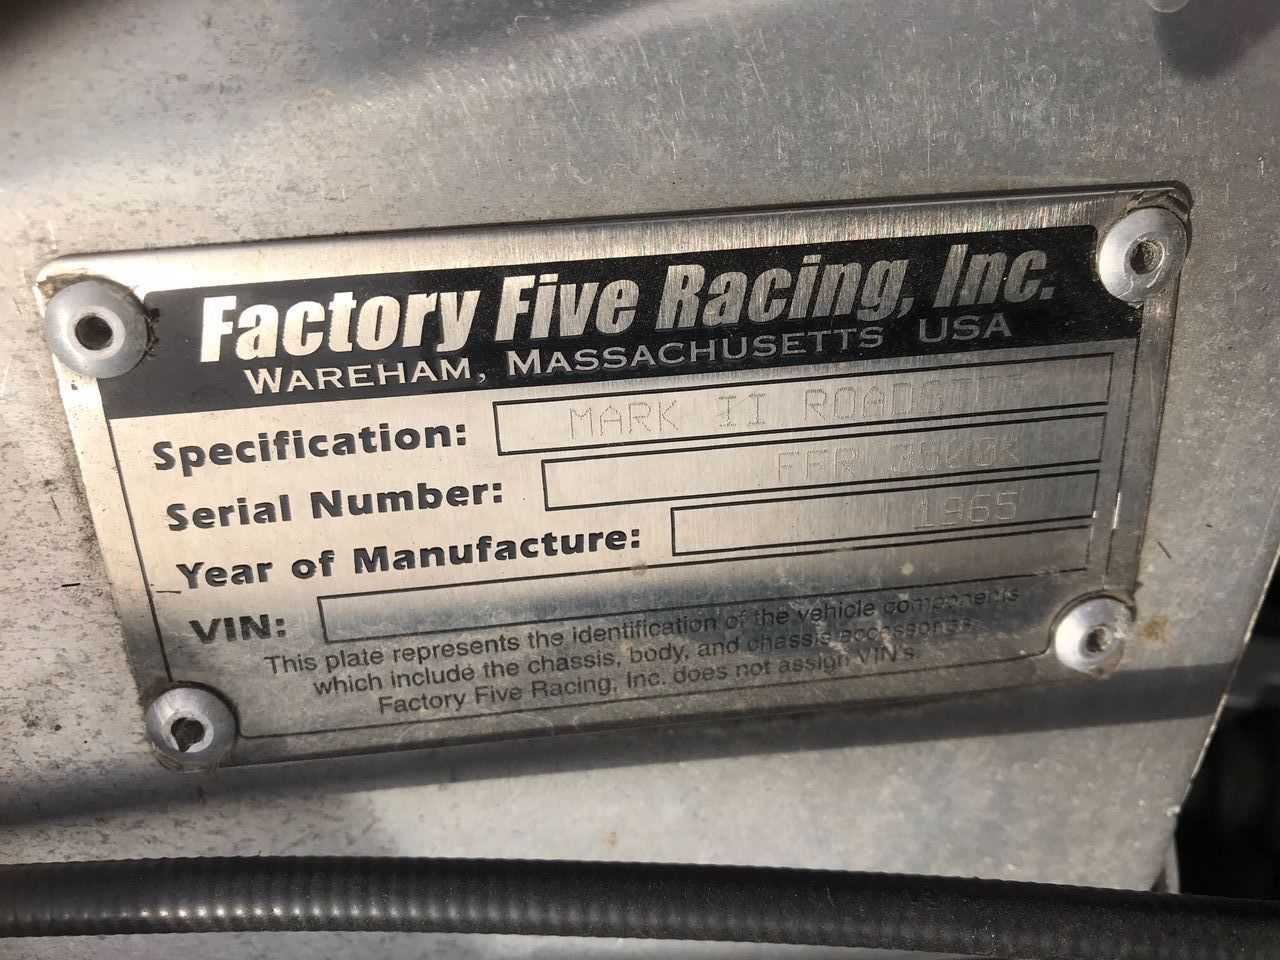 Factory Five Racing, Inc.
WAREHAM, MASSACHUSETTS USA
Specification: MARK II ROADSTER
Serial Number: FFR
Year of Manufacture: 1965
VIN:
This plate represents the identification of the vehicle components
which include the chassis, body, and chassis accessories.
Factory Five Racing, Inc. does not assign VIN's.